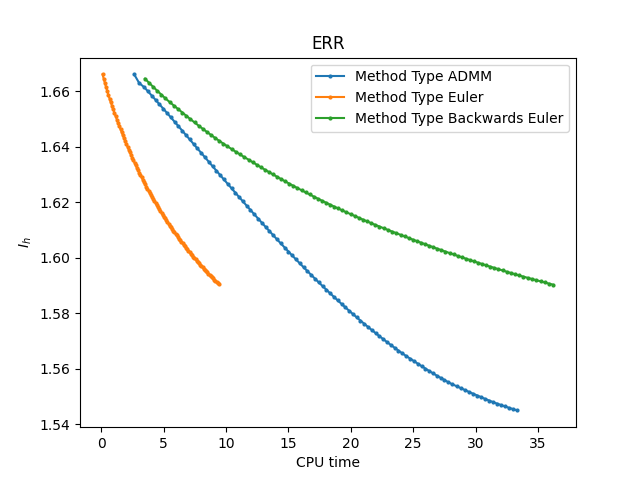 ERR
Method Type ADMM
Method Type Euler
Method Type Backwards Euler
I_h
1.66
1.64
1.62
1.60
1.58
1.56
1.54
0 5 10 15 20 25 30 35
CPU time